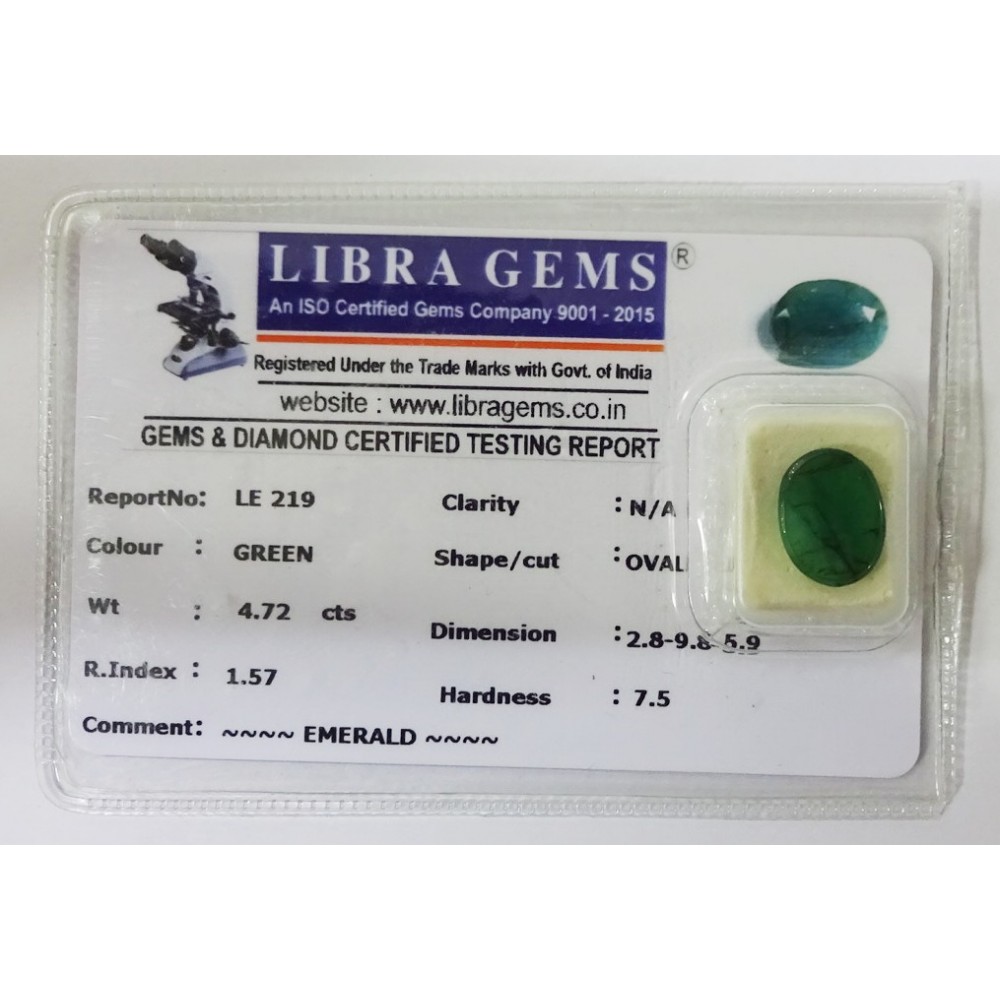 LIBRA GEMS ®
An ISO Certified Gems Company 9001 - 2015
Registered Under the Trade Marks with Govt. of India
website : www.libragems.co.in
GEMS & DIAMOND CERTIFIED TESTING REPORT
ReportNo: LE 219
Colour : GREEN
Wt : 4.72 cts
R.Index : 1.57
Comment: ~~~~ EMERALD ~~~~
Clarity : N/A
Shape/cut : OVAL
Dimension : 2.8-9.8-5.9
Hardness : 7.5